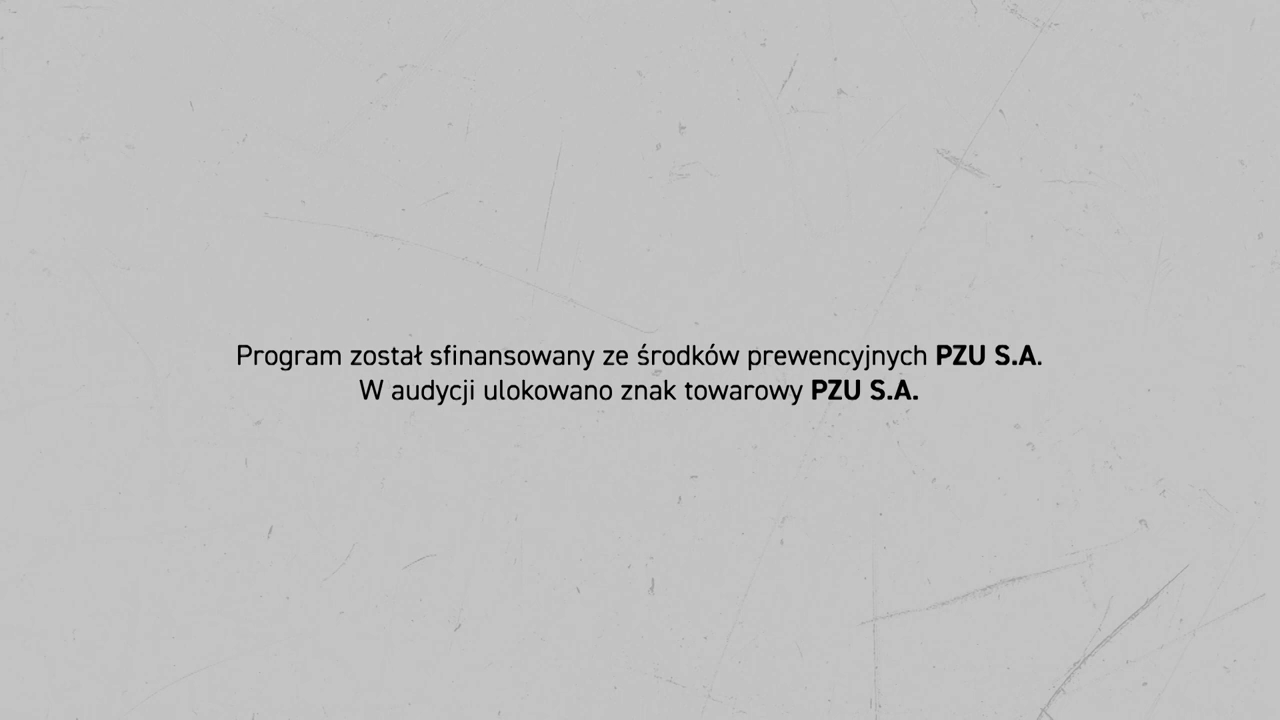 Program został sfinansowany ze środków prewencyjnych PZU S.A.
W audycji ulokowano znak towarowy PZU S.A.